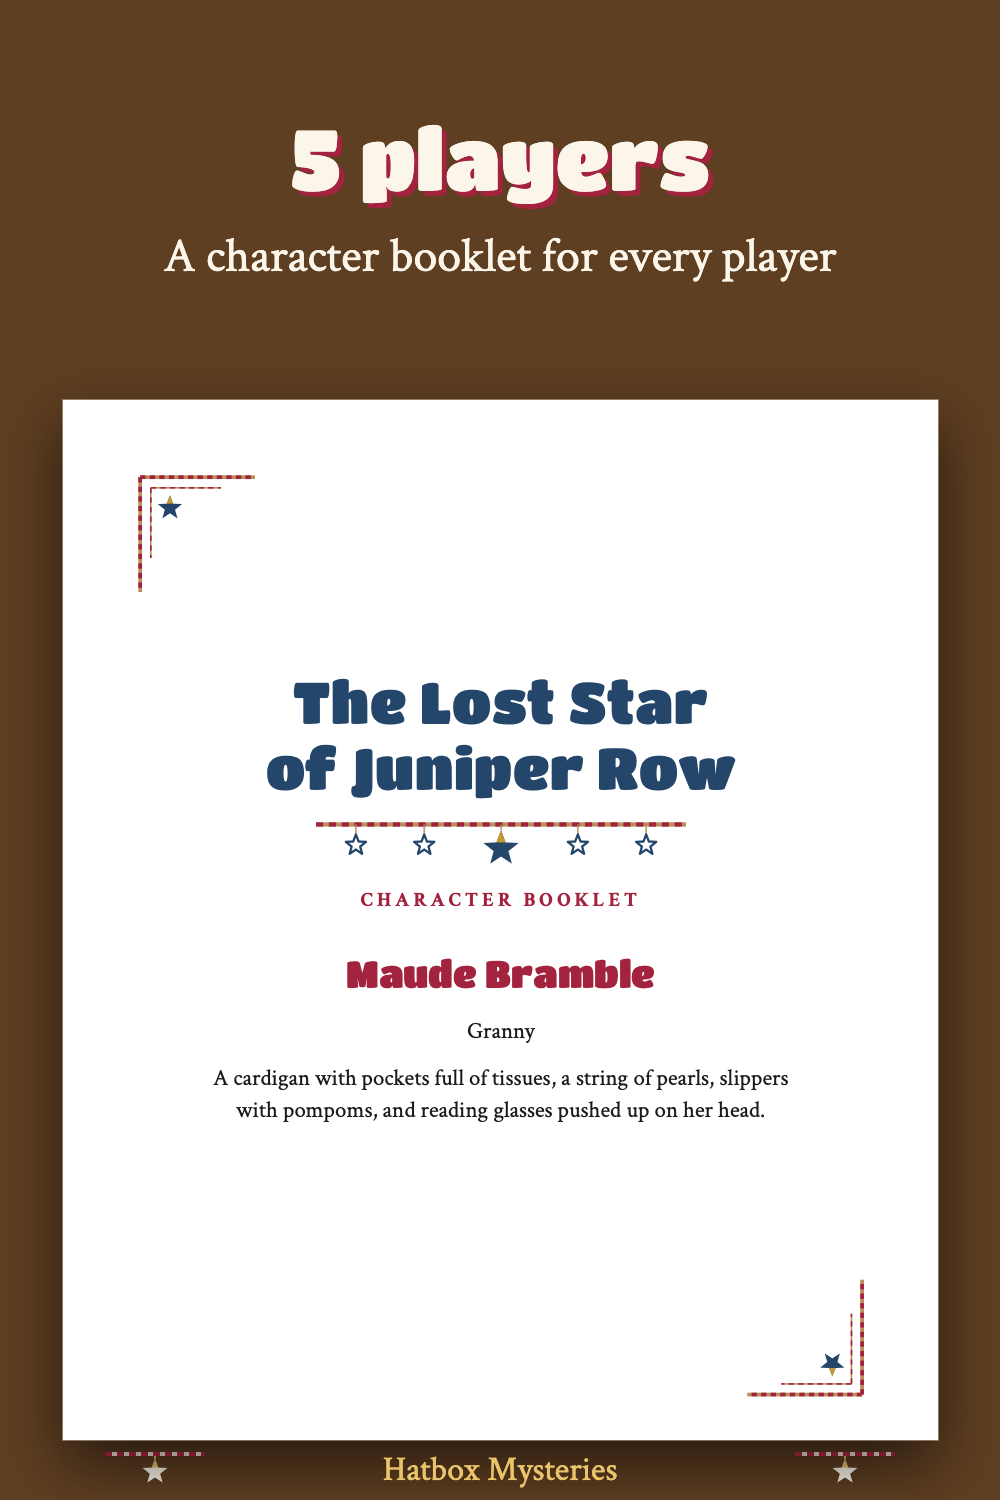 5 players
A character booklet for every player
The Lost Star
of Juniper Row
CHARACTER BOOKLET
Maude Bramble
Granny
A cardigan with pockets full of tissues, a string of pearls, slippers
with pompoms, and reading glasses pushed up on her head.
Hatbox Mysteries